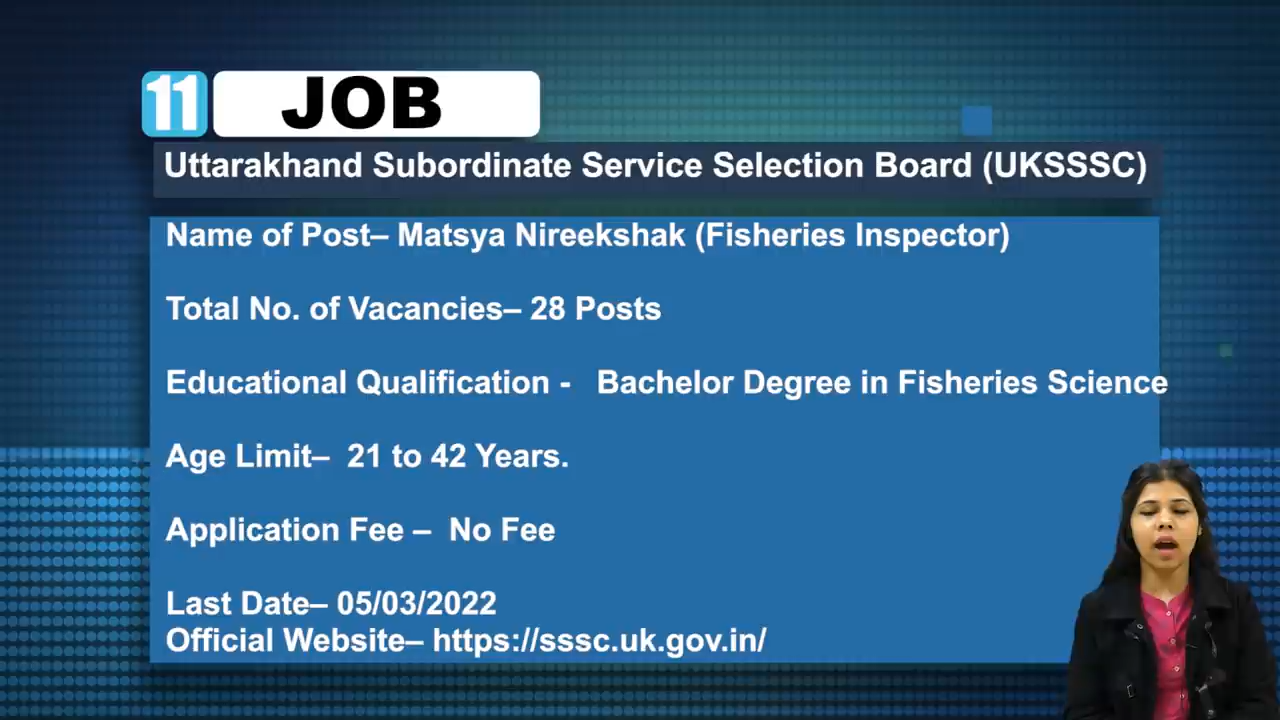 11 JOB
Uttarakhand Subordinate Service Selection Board (UKSSSC)
Name of Post– Matsya Nireekshak (Fisheries Inspector)
Total No. of Vacancies– 28 Posts
Educational Qualification - Bachelor Degree in Fisheries Science
Age Limit– 21 to 42 Years.
Application Fee – No Fee
Last Date– 05/03/2022
Official Website– https://sssc.uk.gov.in/